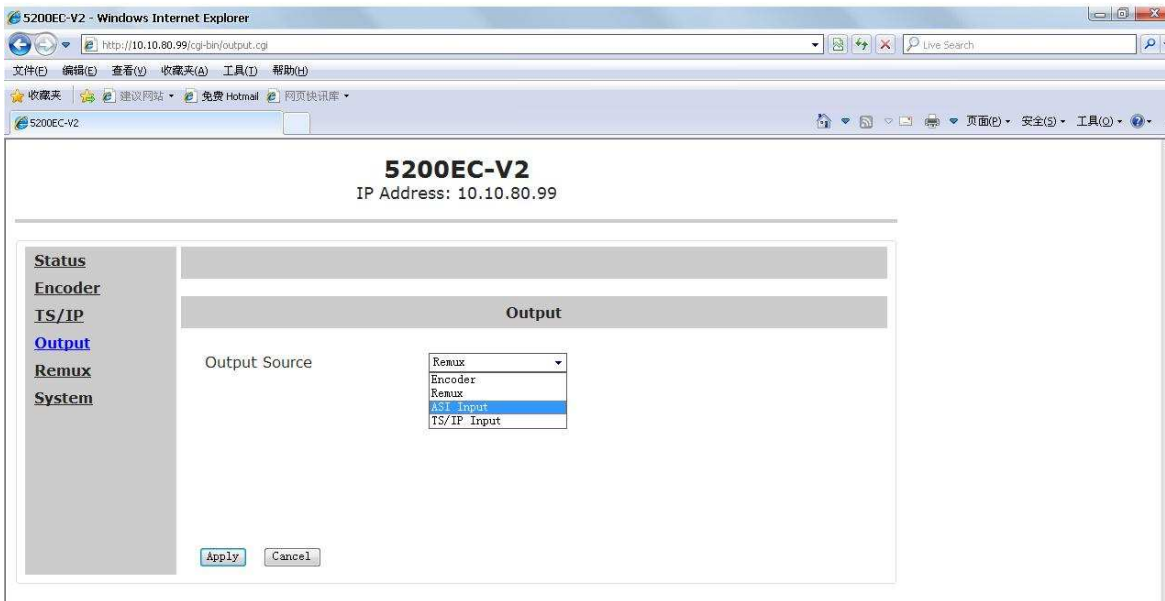 5200EC-V2 - Windows Internet Explorer
http://10.10.80.99/cgi-bin/output.cgi
Live Search
文件(F) 编辑(E) 查看(V) 收藏夹(A) 工具(T) 帮助(H)
收藏夹 建议网站 免费 Hotmail 网页快讯库
5200EC-V2
页面(P) 安全(S) 工具(O)
5200EC-V2
IP Address: 10.10.80.99
Status
Encoder
TS/IP
Output
Remux
System
Output
Output Source
Remux
Encoder
Remux
ASI Input
TS/IP Input
Apply Cancel